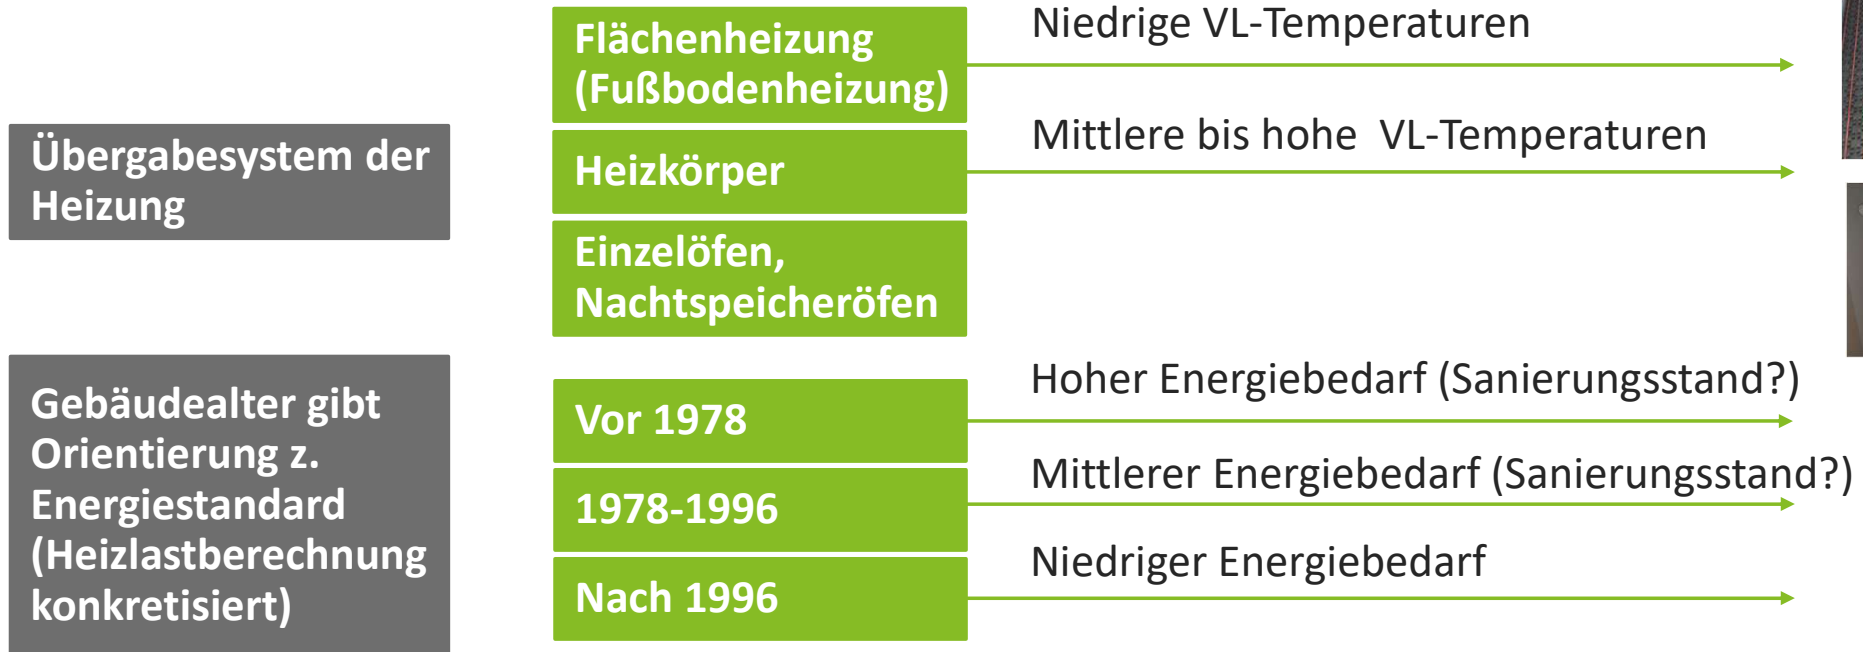 Übergabesystem der
Heizung
Flächenheizung
(Fußbodenheizung)
Niedrige VL-Temperaturen
Heizkörper
Mittlere bis hohe VL-Temperaturen
Einzelöfen,
Nachtspeicheröfen
Gebäudealter gibt
Orientierung z.
Energiestandard
(Heizlastberechnung
konkretisiert)
Vor 1978
Hoher Energiebedarf (Sanierungsstand?)
1978-1996
Mittlerer Energiebedarf (Sanierungsstand?)
Nach 1996
Niedriger Energiebedarf